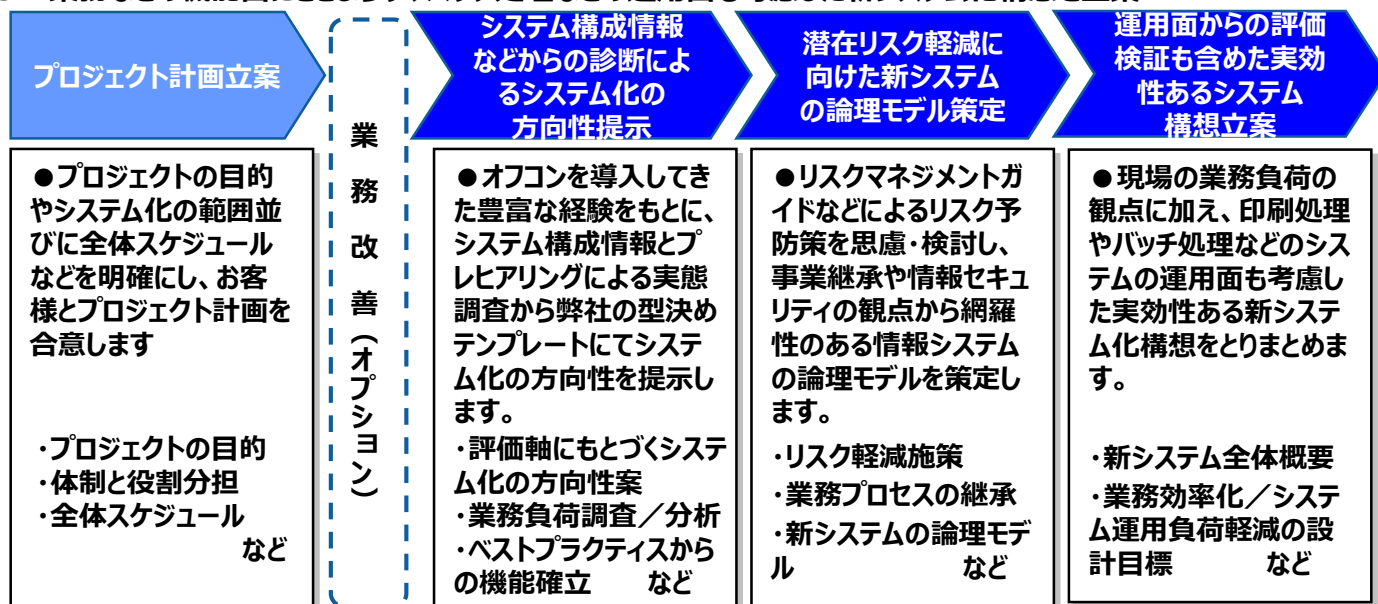 プロジェクト計画立案
業務改善(オプション)
システム構成情報
などからの診断によ
るシステム化の
方向性提示
潜在リスク軽減に
向けた新システム
の論理モデル策定
運用面からの評価
検証も含めた実効
性あるシステム
構想立案
●プロジェクトの目的
やシステム化の範囲並
びに全体スケジュール
などを明確にし、お客
様とプロジェクト計画を
合意します
・プロジェクトの目的
・体制と役割分担
・全体スケジュール
など
●オフコンを導入してき
た豊富な経験をもとに、
システム構成情報とプ
レヒアリングによる実態
調査から弊社の型決め
テンプレートにてシステ
ム化の方向性を提示し
ます。
・評価軸にもとづくシステ
ム化の方向性案
・業務負荷調査／分析
・ベストプラクティスから
の機能確立 など
●リスクマネジメントガ
イドなどによるリスク予
防策を思慮・検討し、
事業継承や情報セキュ
リティの観点から網羅
性のある情報システム
の論理モデルを策定し
ます。
・リスク軽減施策
・業務プロセスの継承
・新システムの論理モデ
ル など
●現場の業務負荷の
観点に加え、印刷処理
やバッチ処理などのシス
テムの運用面も考慮し
た実効性ある新システ
ム化構想をとりまとめま
す。
・新システム全体概要
・業務効率化／システ
ム運用負荷軽減の設
計目標 など